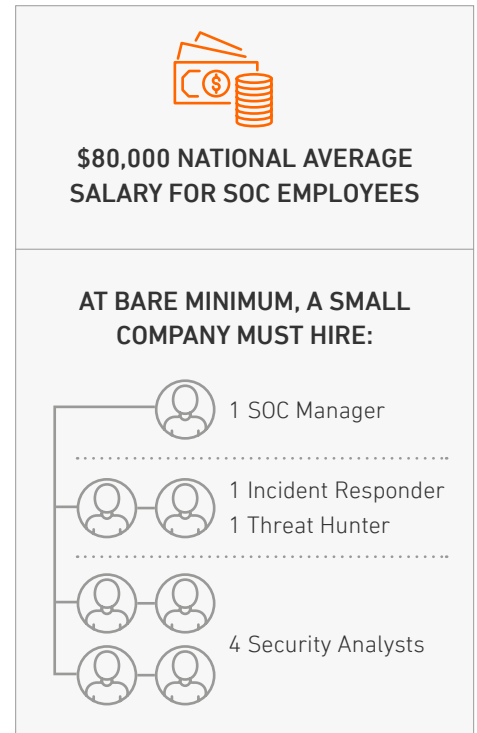 $
$80,000 NATIONAL AVERAGE
SALARY FOR SOC EMPLOYEES
AT BARE MINIMUM, A SMALL
COMPANY MUST HIRE:
1 SOC Manager
1 Incident Responder
1 Threat Hunter
4 Security Analysts